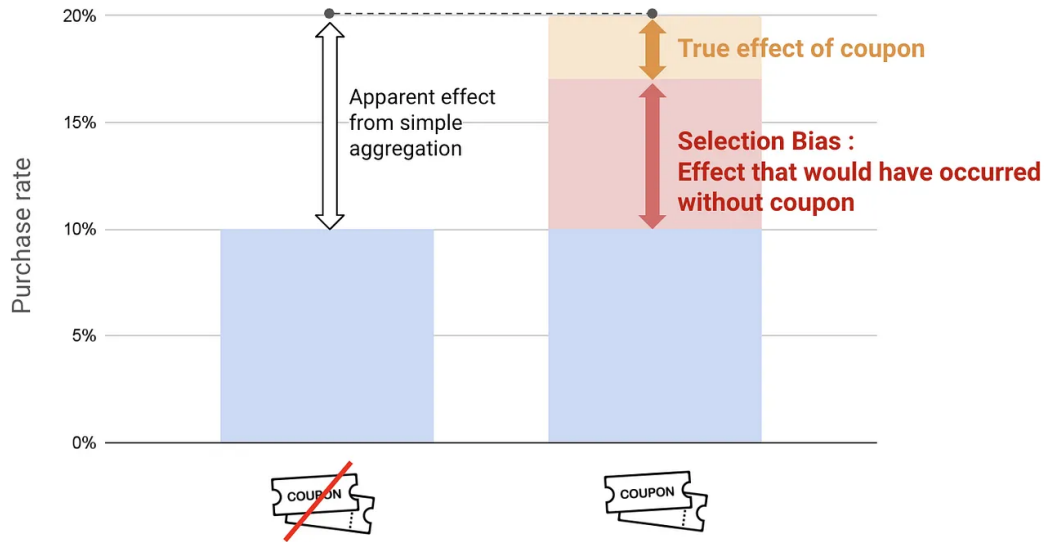 20%
True effect of coupon
Apparent effect
from simple
aggregation
15%
Selection Bias :
Effect that would have occurred
without coupon
10%
Purchase rate
5%
0%
COUPON
COUPON